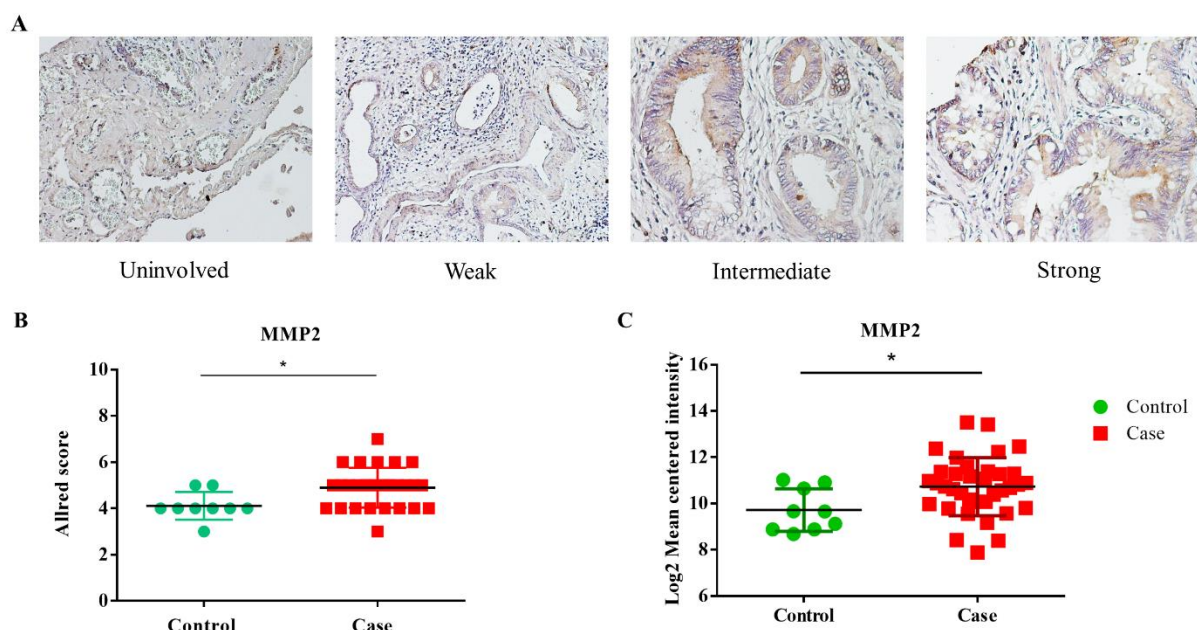 A
Uninvolved
Weak
Intermediate
Strong
B
MMP2
*
10
8
6
4
2
0
Allred score
Control
Case
C
MMP2
*
16
14
12
10
8
6
Log2 Mean centered intensity
Control
Case
Control
Case